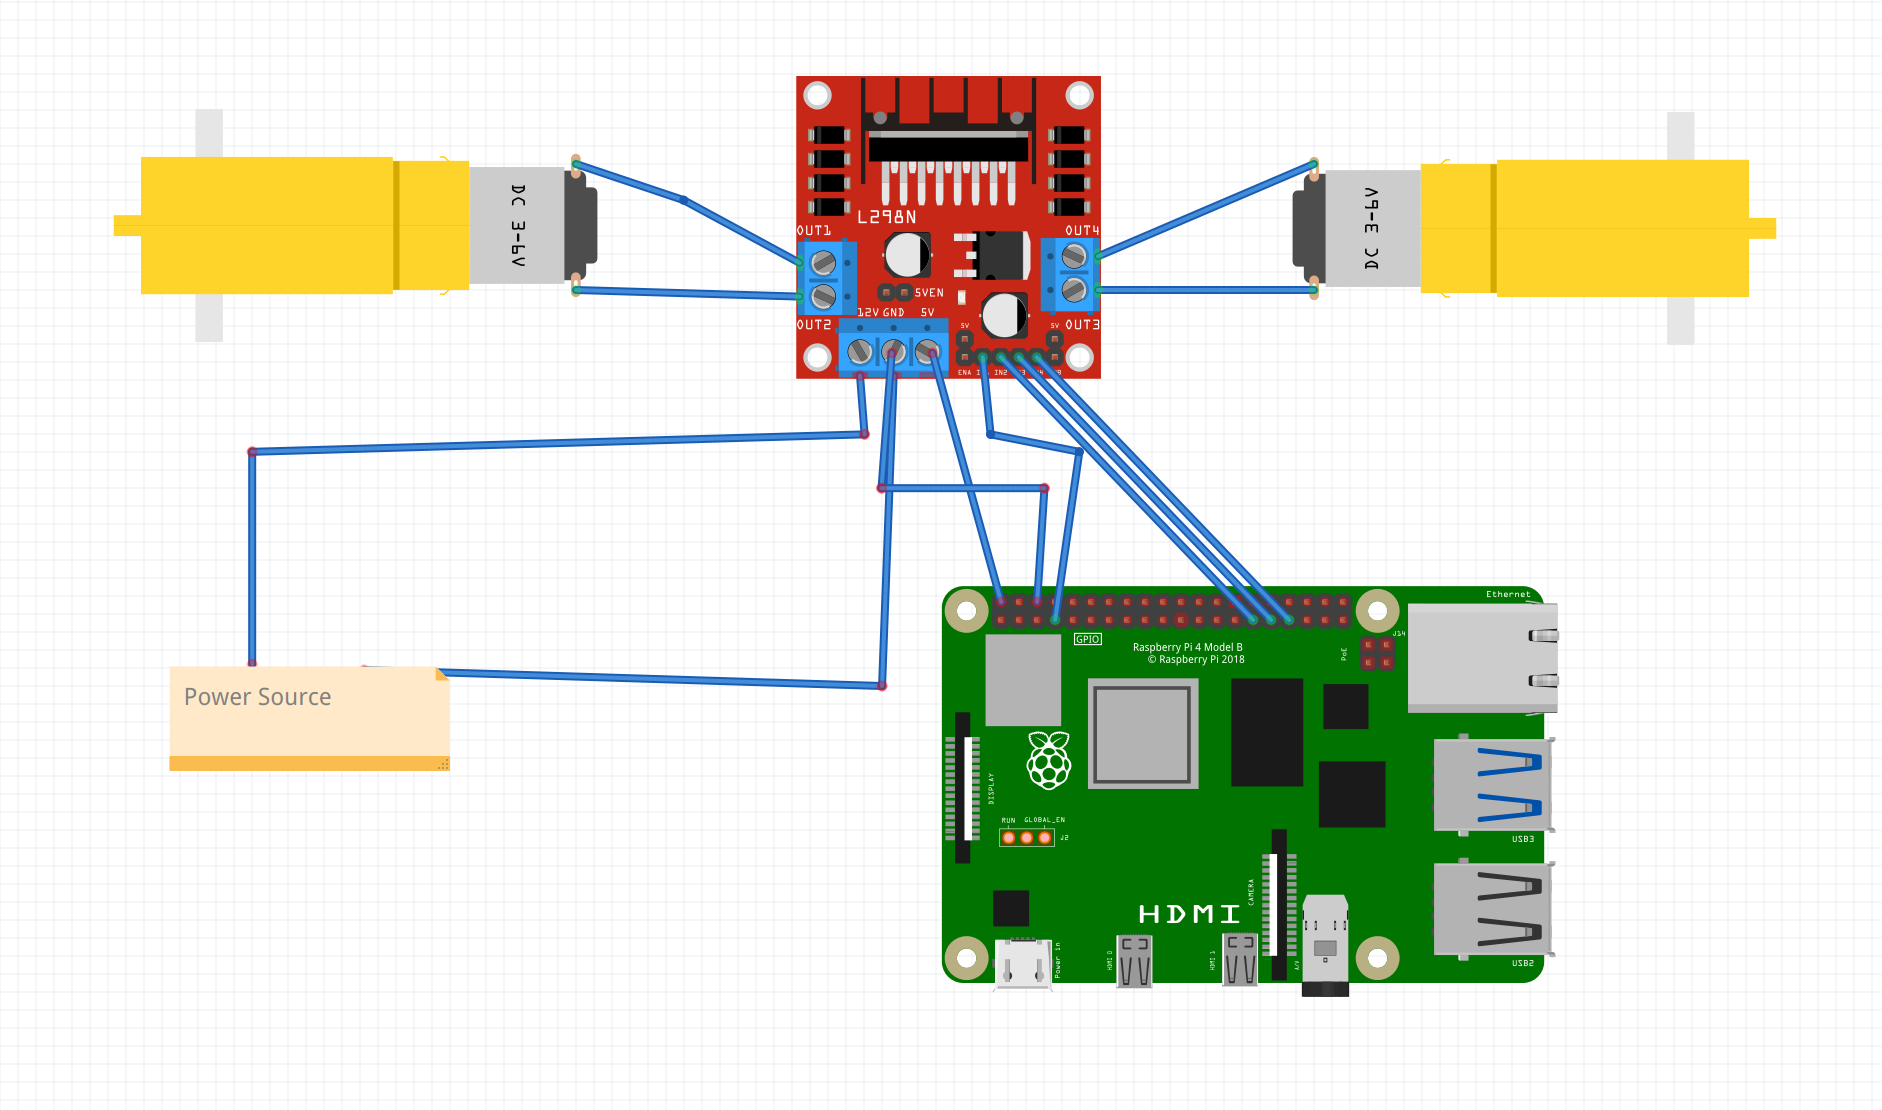 L298N
OUT1
OUT4
5VEN
12V GND 5V
OUT2
5V
5V
OUT3
ENA
IN2
DC 3-6V
DC 3-6V
Power Source
Ethernet
J14
GPIO
Raspberry Pi 4 Model B
© Raspberry Pi 2018
PoE
DISPLAY
RUN
GLOBAL_EN
J2
USB3
CAMERA
HDMI
Power in
HDMI 0
HDMI 1
A/V
USB2